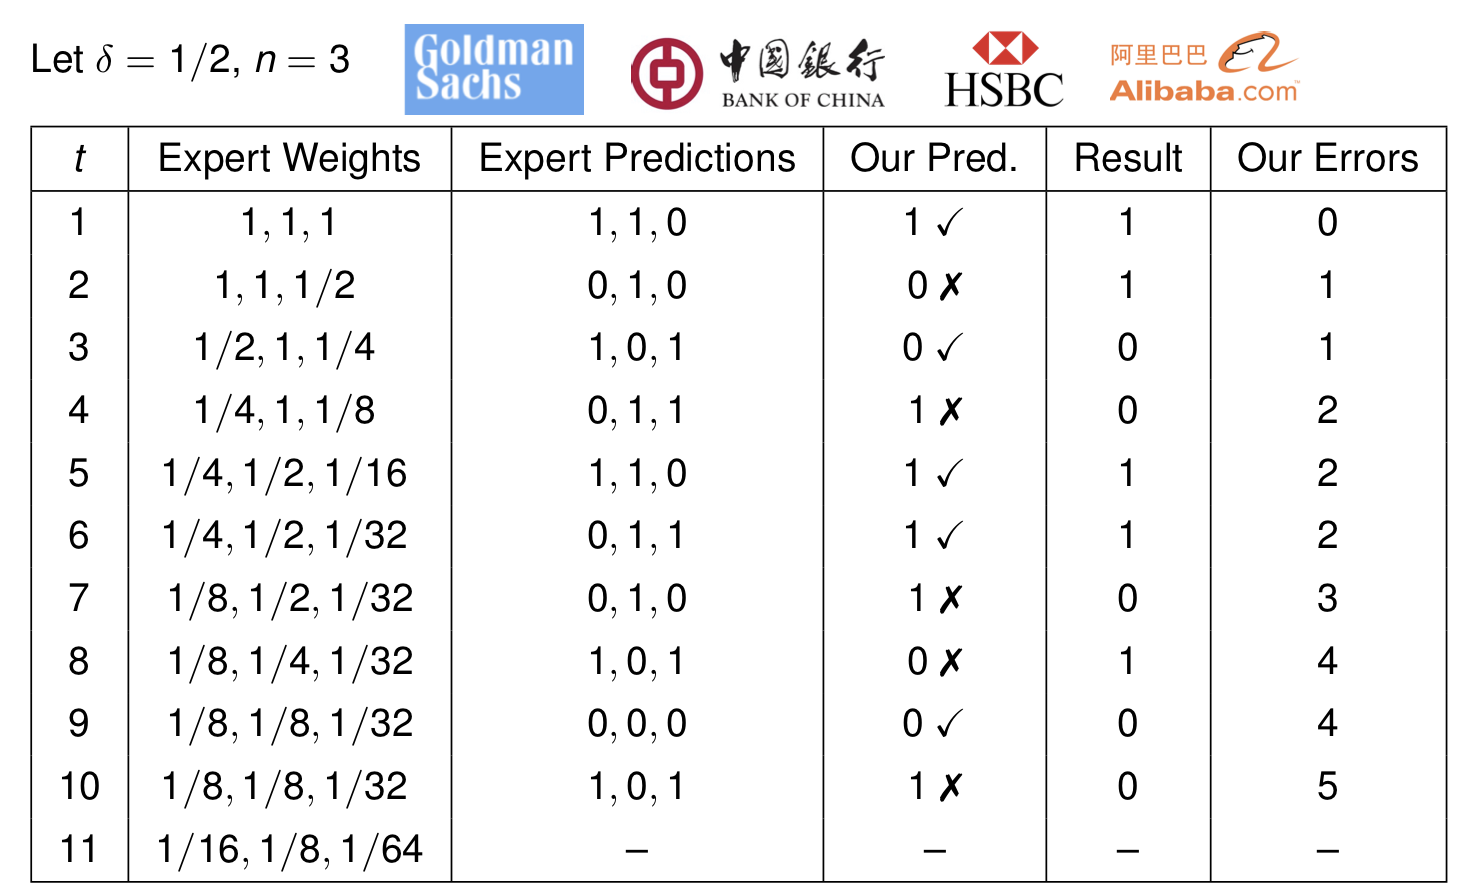 Let δ = 1/2, n = 3
Goldman
Sachs
中國銀行
BANK OF CHINA
HSBC
阿里巴巴
Alibaba.com™
t Expert Weights Expert Predictions Our Pred. Result Our Errors
1 1, 1, 1 1, 1, 0 1 ✓ 1 0
2 1, 1, 1/2 0, 1, 0 0 ✗ 1 1
3 1/2, 1, 1/4 1, 0, 1 0 ✓ 0 1
4 1/4, 1, 1/8 0, 1, 1 1 ✗ 0 2
5 1/4, 1/2, 1/16 1, 1, 0 1 ✓ 1 2
6 1/4, 1/2, 1/32 0, 1, 1 1 ✓ 1 2
7 1/8, 1/2, 1/32 0, 1, 0 1 ✗ 0 3
8 1/8, 1/4, 1/32 1, 0, 1 0 ✗ 1 4
9 1/8, 1/8, 1/32 0, 0, 0 0 ✓ 0 4
10 1/8, 1/8, 1/32 1, 0, 1 1 ✗ 0 5
11 1/16, 1/8, 1/64 – – – –